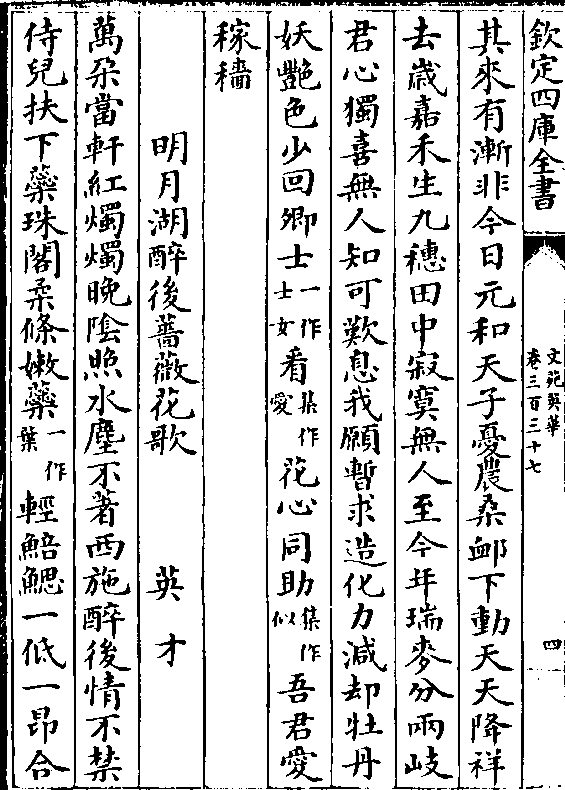 欽定四庫全書
文苑英華
卷三百三十七
四
其來有漸非今日元和天子憂農桑䘏下動天天降祥
去歳嘉禾生九穗田中寂寞無人至今年瑞麥分兩岐
君心獨喜無人知可歎息我願暫求造化力減却牡丹
妖艷色少回卿士一作士女看集作愛花心同助集作似吾君愛
稼穡
明月湖醉後薔薇花歌 英才
萬朶當軒紅燭燭晚陰照水塵不著西施醉後情不禁
侍兒扶下蘂珠閣柔條嫩蘂一作葉輕䰄鰓一低一昂合